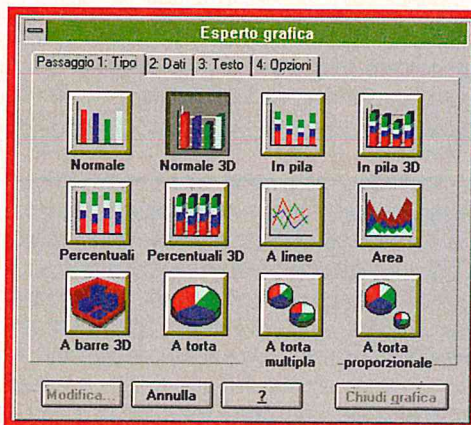 Esperto grafica
Passaggio 1: Tipo 2: Dati 3: Testo 4: Opzioni
Normale Normale 3D In pila In pila 3D
Percentuali Percentuali 3D A linee Area
A barre 3D A torta A torta multipla A torta proporzionale
Modifica... Annulla ? Chiudi grafica